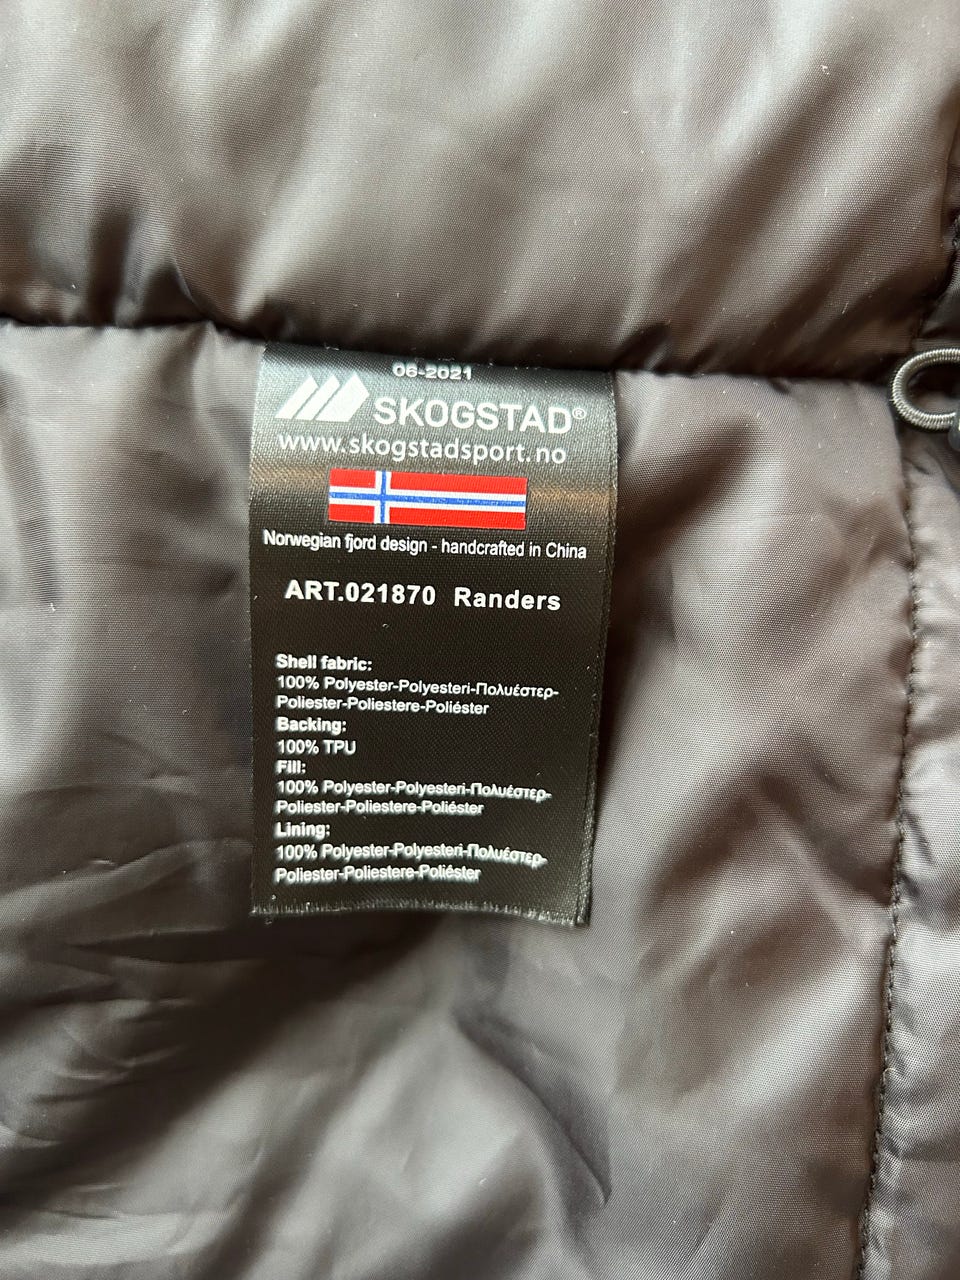 06-2021
SKOGSTAD®
www.skogstadsport.no
Norwegian fjord design - handcrafted in China
ART.021870 Randers
Shell fabric:
100% Polyester-Polyesteri-Πολυέστερ-
Poliester-Poliestere-Poliéster
Backing:
100% TPU
Fill:
100% Polyester-Polyesteri-Πολυέστερ-
Poliester-Poliestere-Poliéster
Lining:
100% Polyester-Polyesteri-Πολυέστερ-
Poliester-Poliestere-Poliéster